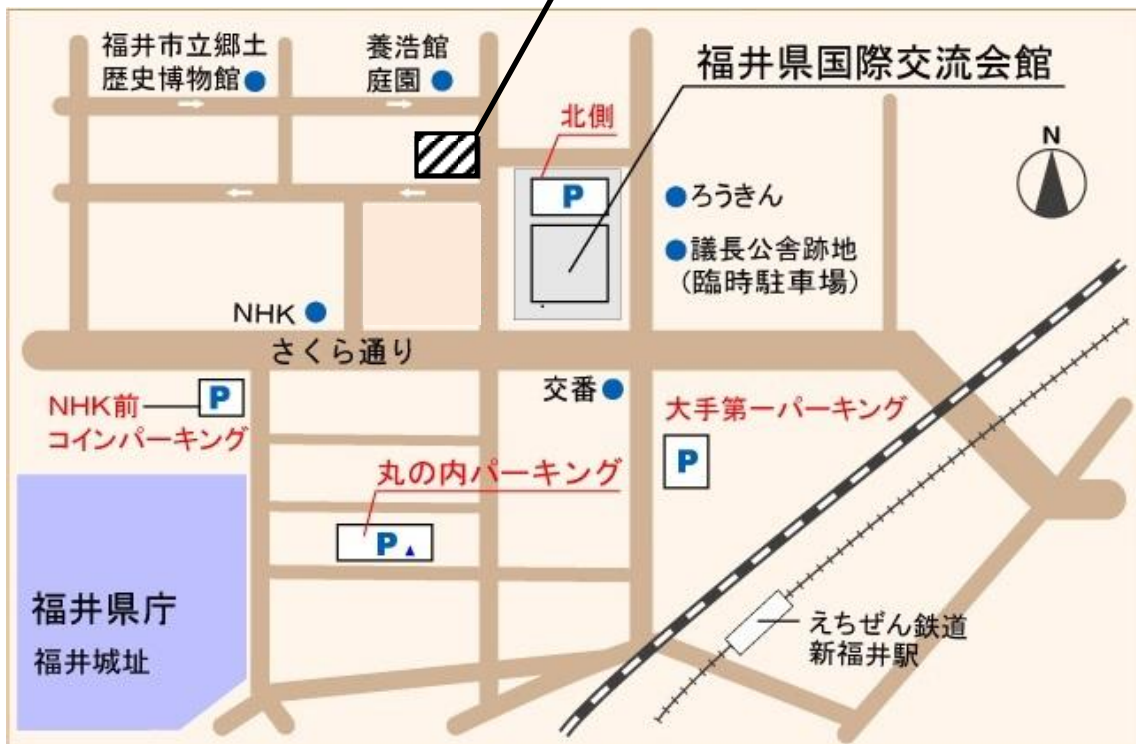 福井市立郷土
歴史博物館
養浩館
庭園
福井県国際交流会館
北側
P
N
ろうきん
議長公舎跡地
(臨時駐車場)
NHK
さくら通り
NHK前
コインパーキング
P
交番
大手第一パーキング
P
丸の内パーキング
P
福井県庁
福井城址
えちぜん鉄道
新福井駅